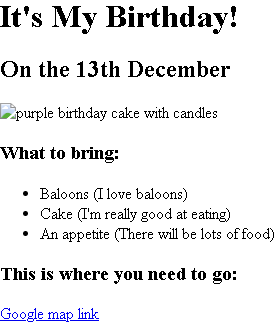 It's My Birthday!
On the 13th December
purple birthday cake with candles
What to bring:
Baloons (I love baloons)
Cake (I'm really good at eating)
An appetite (There will be lots of food)
This is where you need to go:
Google map link